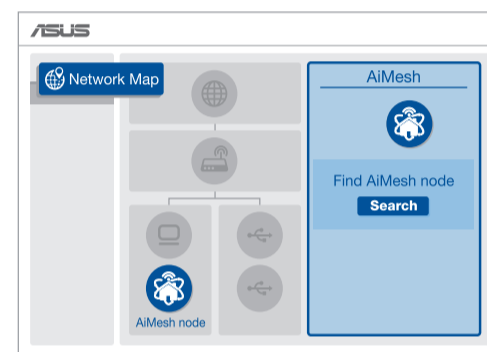 ASUS
Network Map
AiMesh
Find AiMesh node
Search
AiMesh node